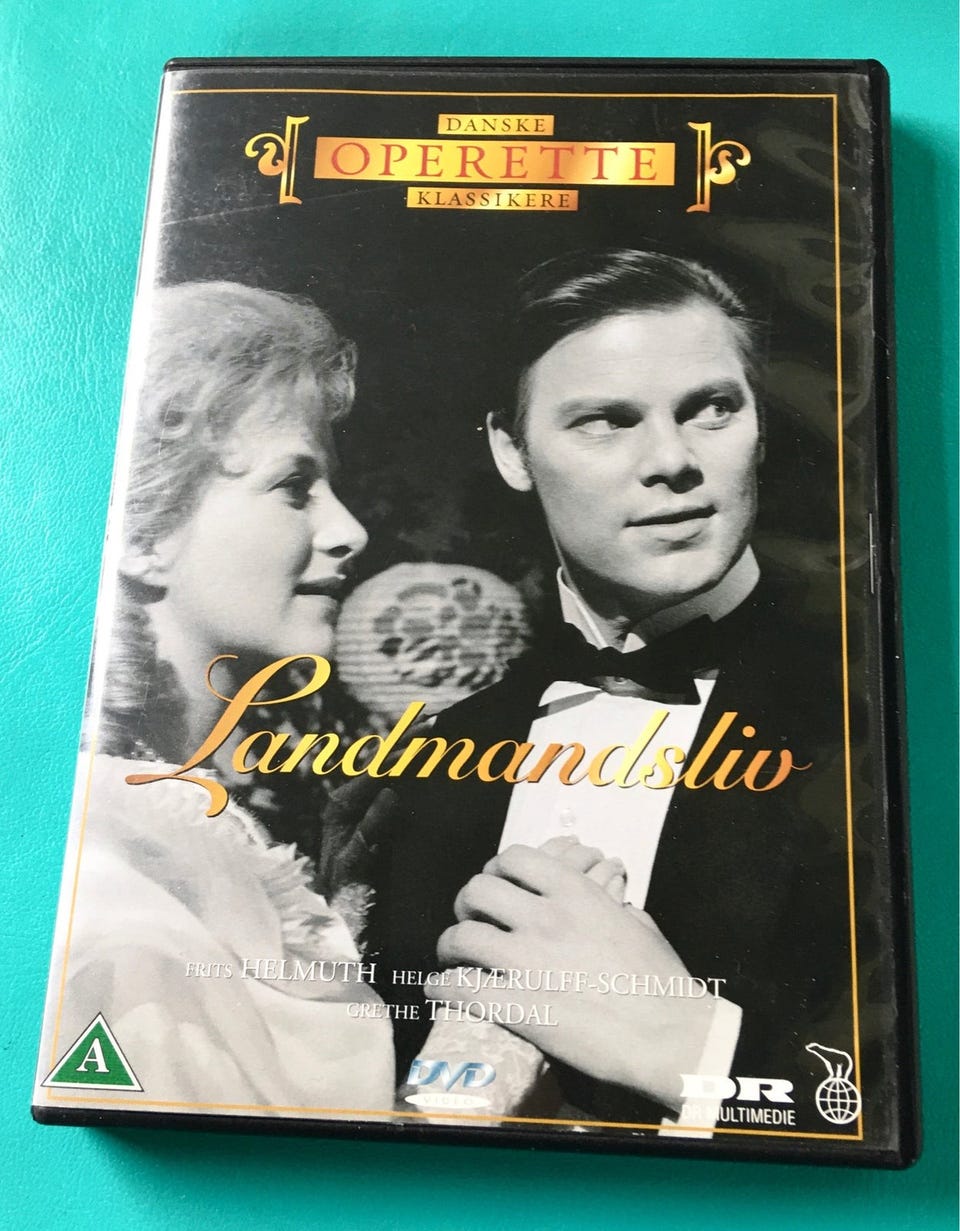 DANSKE
OPERETTE
KLASSIKERE
Landmandsliv
FRITS HELMUTH HELGE KJÆRULFF-SCHMIDT
GRETHE THORDAL
A
DVD
VIDEO
DR
DR MULTIMEDIE